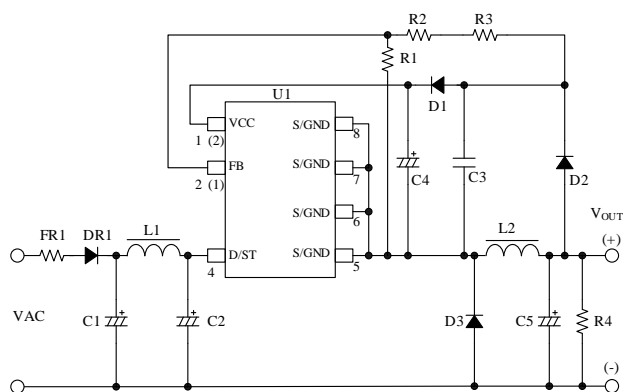 R2
R3
R1
U1
D1
VCC
S/GND
1 (2)
8
FB
S/GND
2 (1)
7
C4
C3
D2
S/GND
6
FR1
DR1
L1
D/ST
S/GND
4
5
L2
VOUT
(+)
VAC
C1
C2
D3
C5
R4
(-)